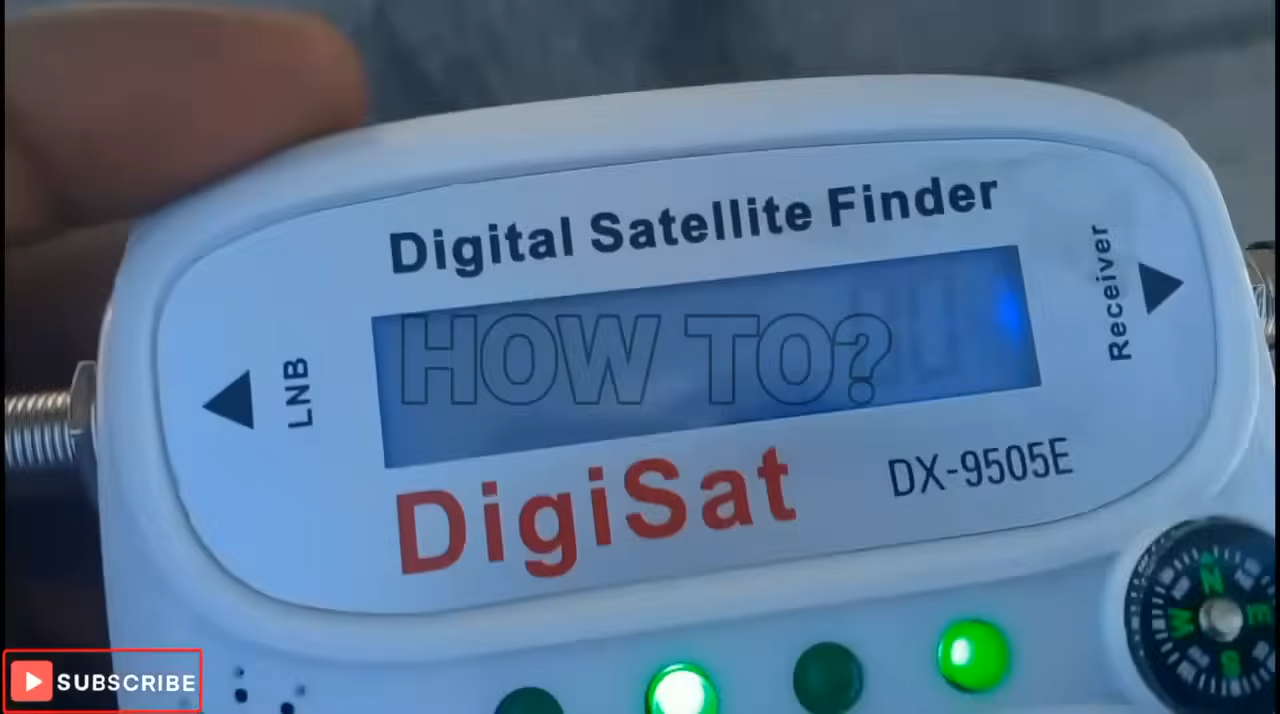 Digital Satellite Finder
HOW TO?
LNB
Receiver
DigiSat
DX-9505E
N
W
E
S
SUBSCRIBE